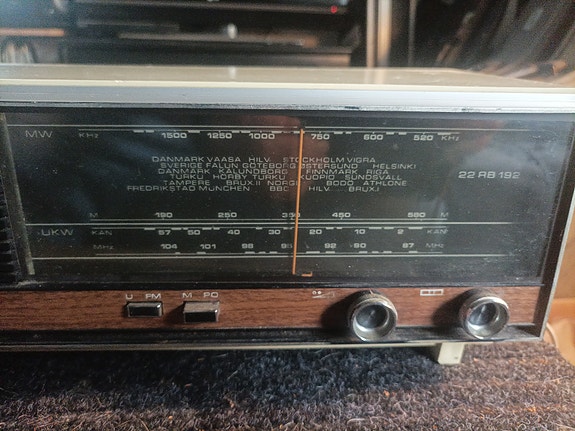 MW KHz 1500 1250 1000 750 600 520 KHz
DANMARK VAASA HILV. STOCKHOLM VIGRA
SVERIGE FALUN GÖTEBORG ÖSTERSUND HELSINKI
DANMARK KALUNDBORG FINNMARK RIGA
TURKU HÖRBY TURKU KUOPIO SUNDSVALL
TAMPERE BRUX.II NORGE BODÖ ATHLONE
FREDRIKSTAD MÜNCHEN BBC HILV. BRUX.I
22 RB 192
M 190 250 450 580 M
UKW KAN 57 50 40 30 20 10 2 KAN
MHz 104 101 98 92 90 87 MHz
U FM M PO